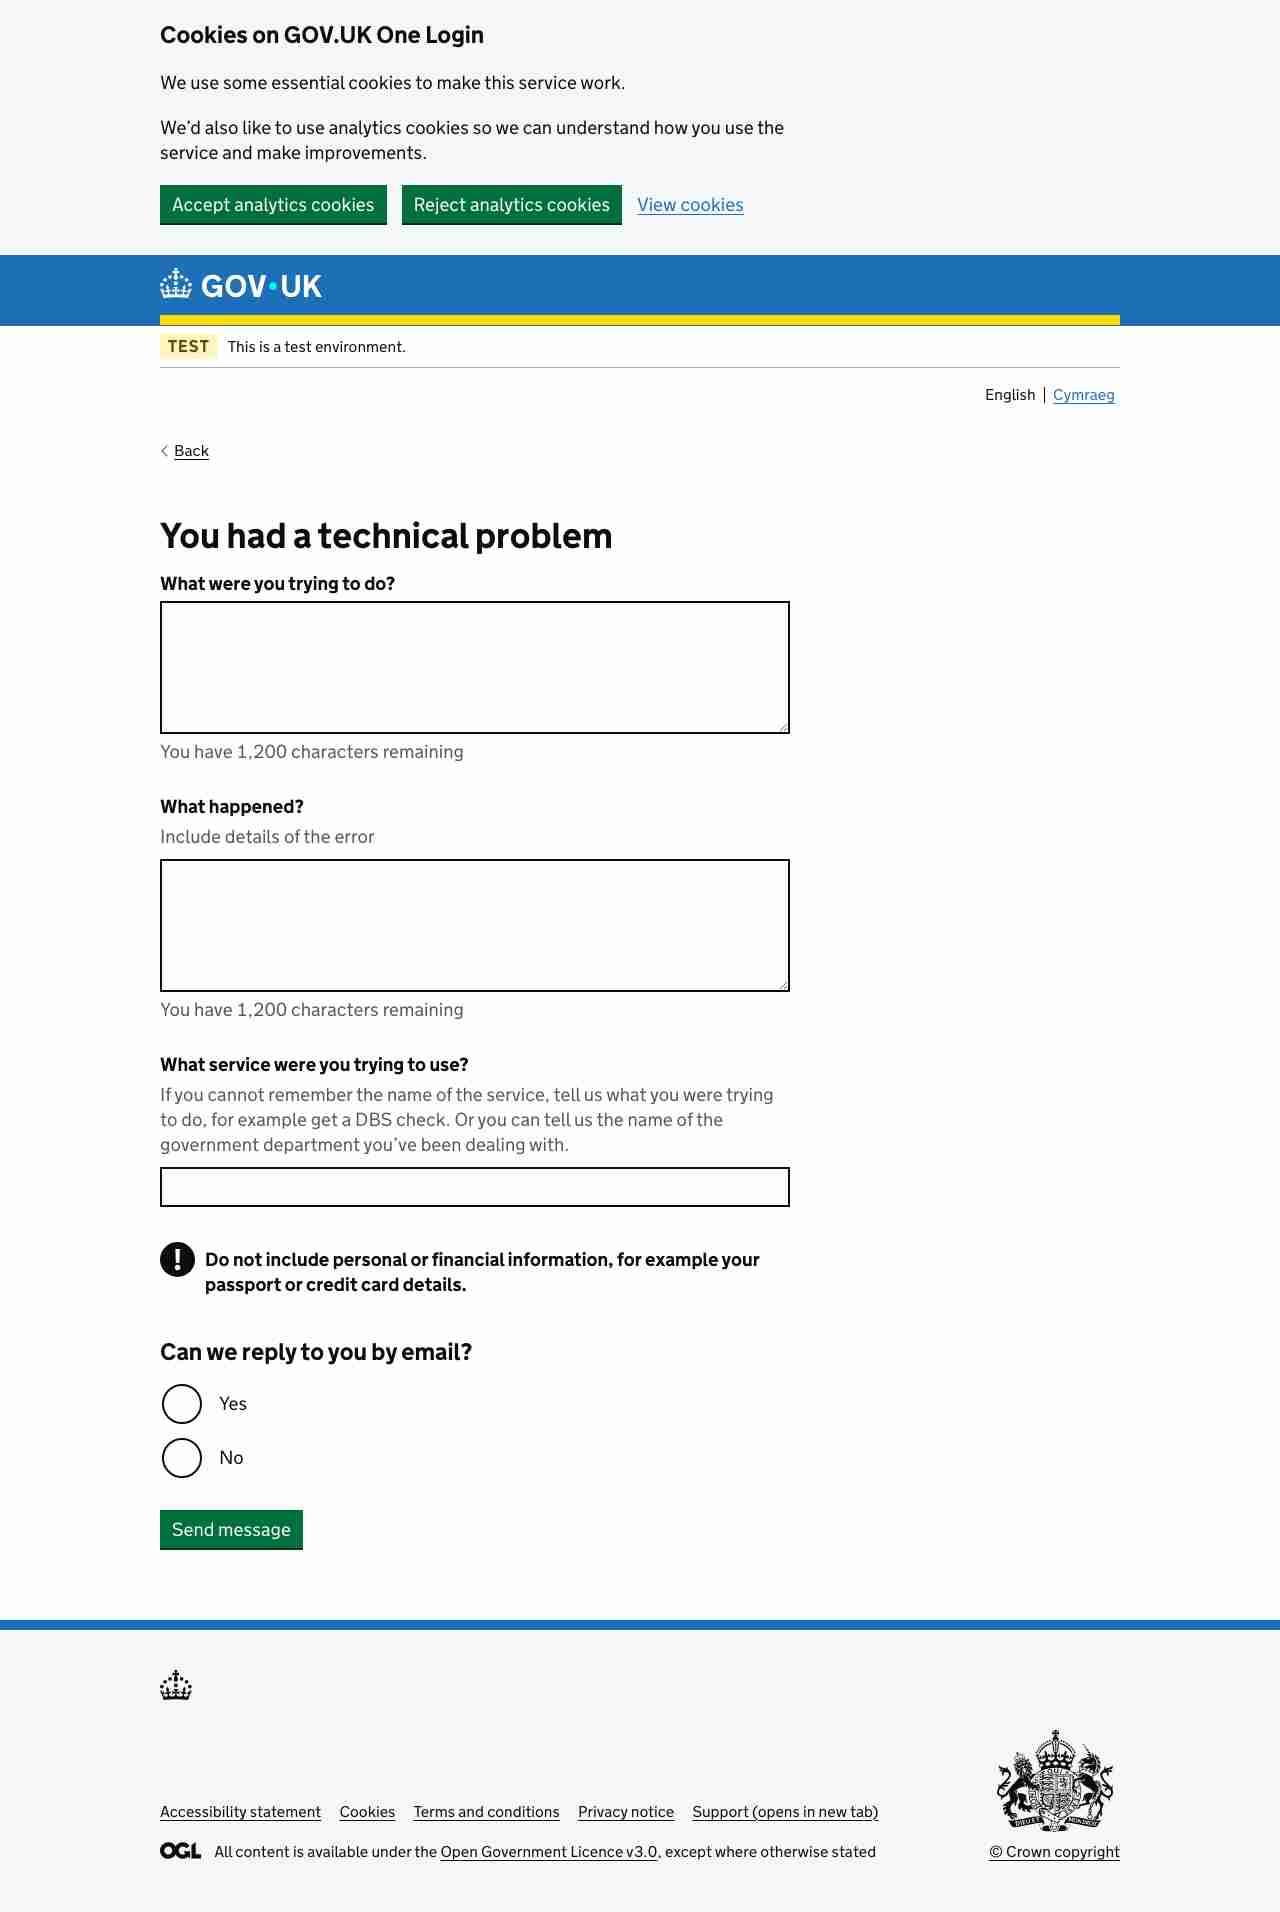 Cookies on GOV.UK One Login
We use some essential cookies to make this service work.
We’d also like to use analytics cookies so we can understand how you use the
service and make improvements.
Accept analytics cookies
Reject analytics cookies
View cookies
GOV•UK
TEST
This is a test environment.
English
Cymraeg
Back
You had a technical problem
What were you trying to do?
You have 1,200 characters remaining
What happened?
Include details of the error
You have 1,200 characters remaining
What service were you trying to use?
If you cannot remember the name of the service, tell us what you were trying
to do, for example get a DBS check. Or you can tell us the name of the
government department you’ve been dealing with.
! Do not include personal or financial information, for example your
passport or credit card details.
Can we reply to you by email?
Yes
No
Send message
Accessibility statement Cookies Terms and conditions Privacy notice Support (opens in new tab)
OGL All content is available under the Open Government Licence v3.0, except where otherwise stated
© Crown copyright